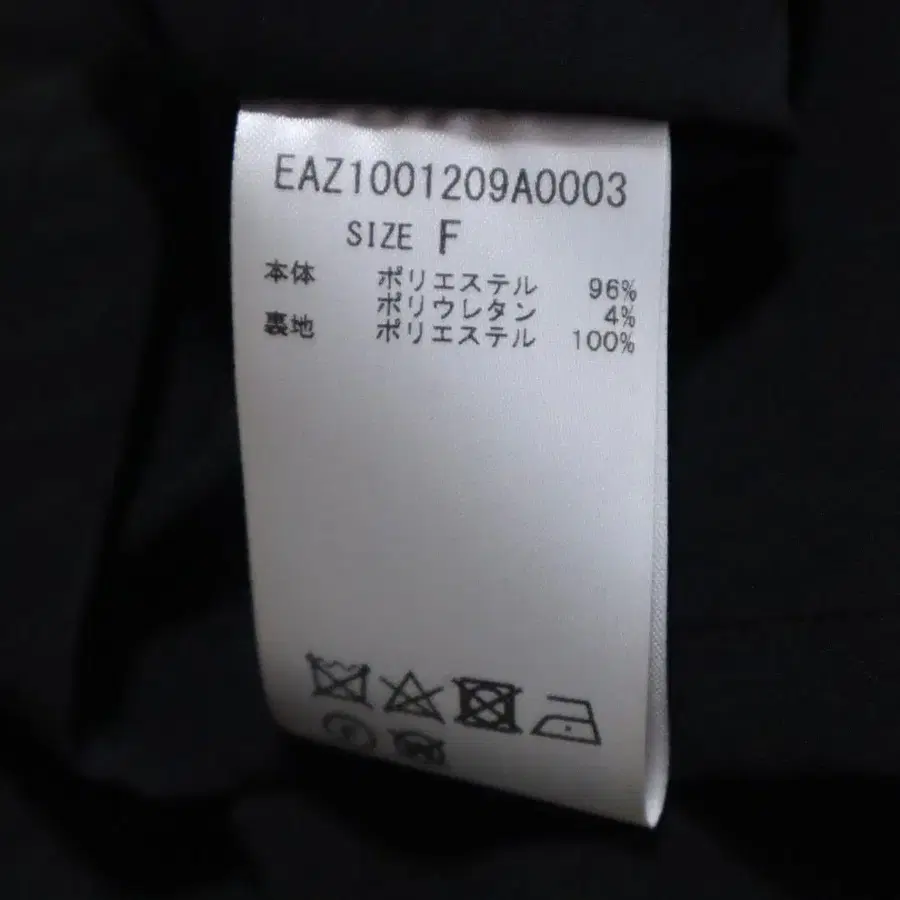 EAZ1001209A0003
SIZE F
本体 ポリエステル 96%
ポリウレタン 4%
裏地 ポリエステル 100%